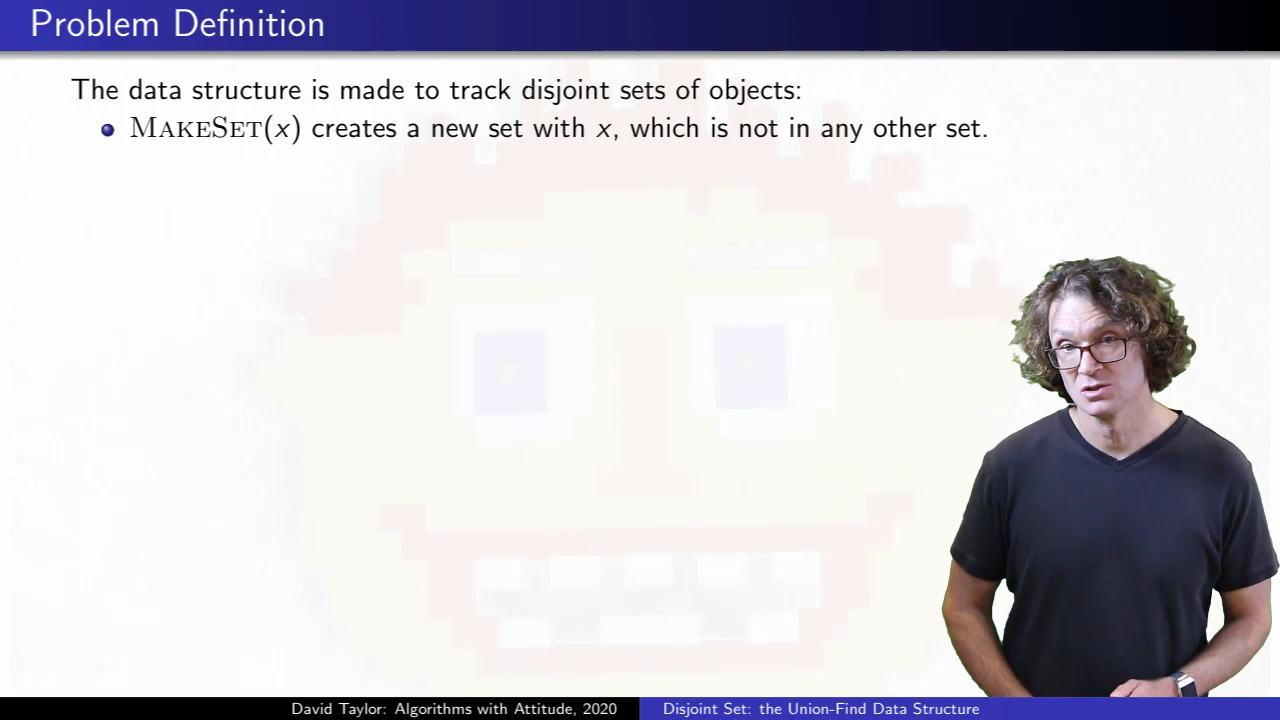 Problem Definition
The data structure is made to track disjoint sets of objects:
MAKESET(x) creates a new set with x, which is not in any other set.
David Taylor: Algorithms with Attitude, 2020
Disjoint Set: the Union-Find Data Structure